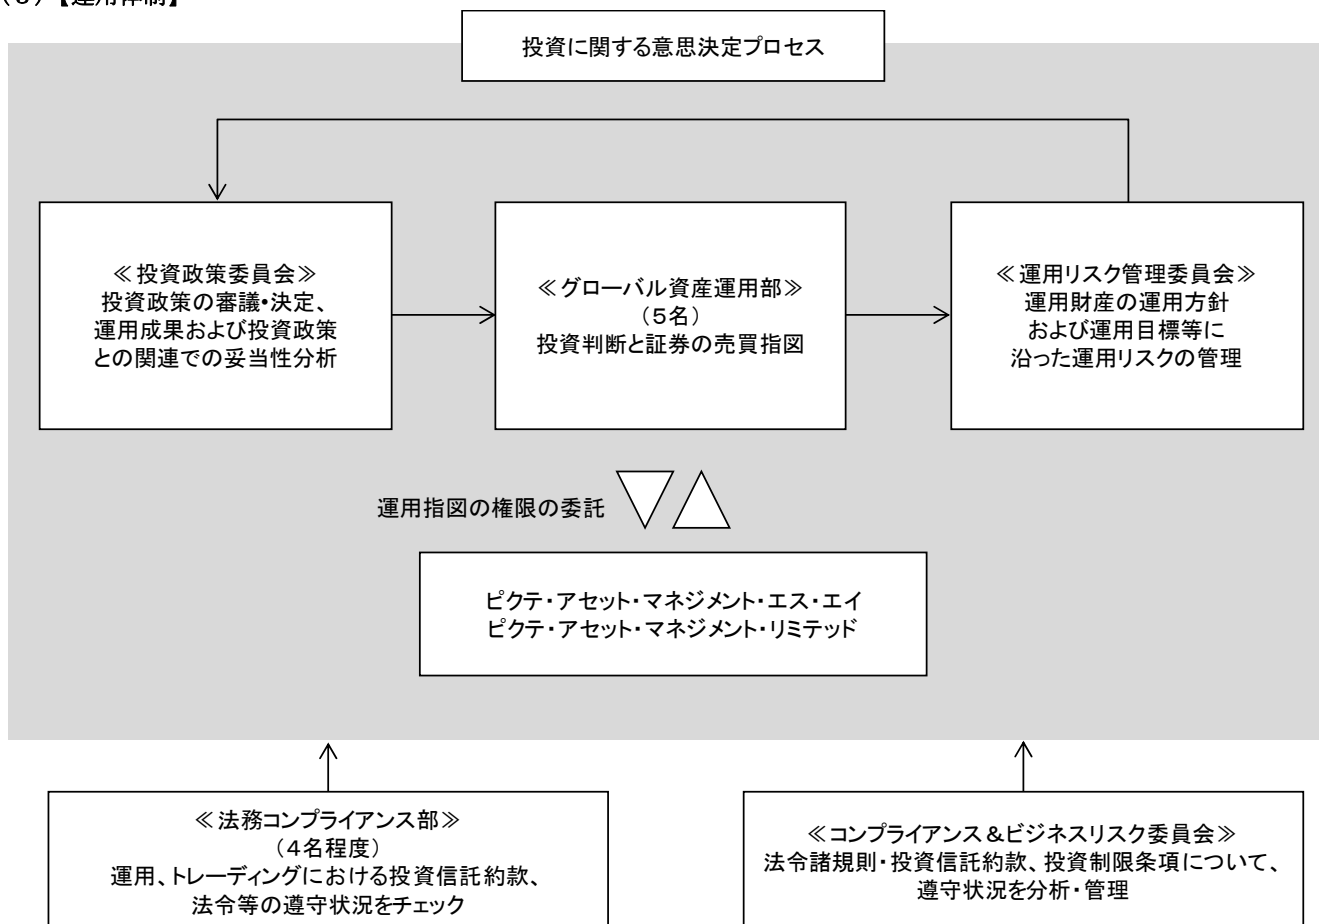 (3)【運用体制】
投資に関する意思決定プロセス
≪投資政策委員会≫
投資政策の審議・決定、
運用成果および投資政策
との関連での妥当性分析
≪グローバル資産運用部≫
(5名)
投資判断と証券の売買指図
≪運用リスク管理委員会≫
運用財産の運用方針
および運用目標等に
沿った運用リスクの管理
運用指図の権限の委託
ピクテ・アセット・マネジメント・エス・エイ
ピクテ・アセット・マネジメント・リミテッド
≪法務コンプライアンス部≫
(4名程度)
運用、トレーディングにおける投資信託約款、
法令等の遵守状況をチェック
≪コンプライアンス&ビジネスリスク委員会≫
法令諸規則・投資信託約款、投資制限条項について、
遵守状況を分析・管理